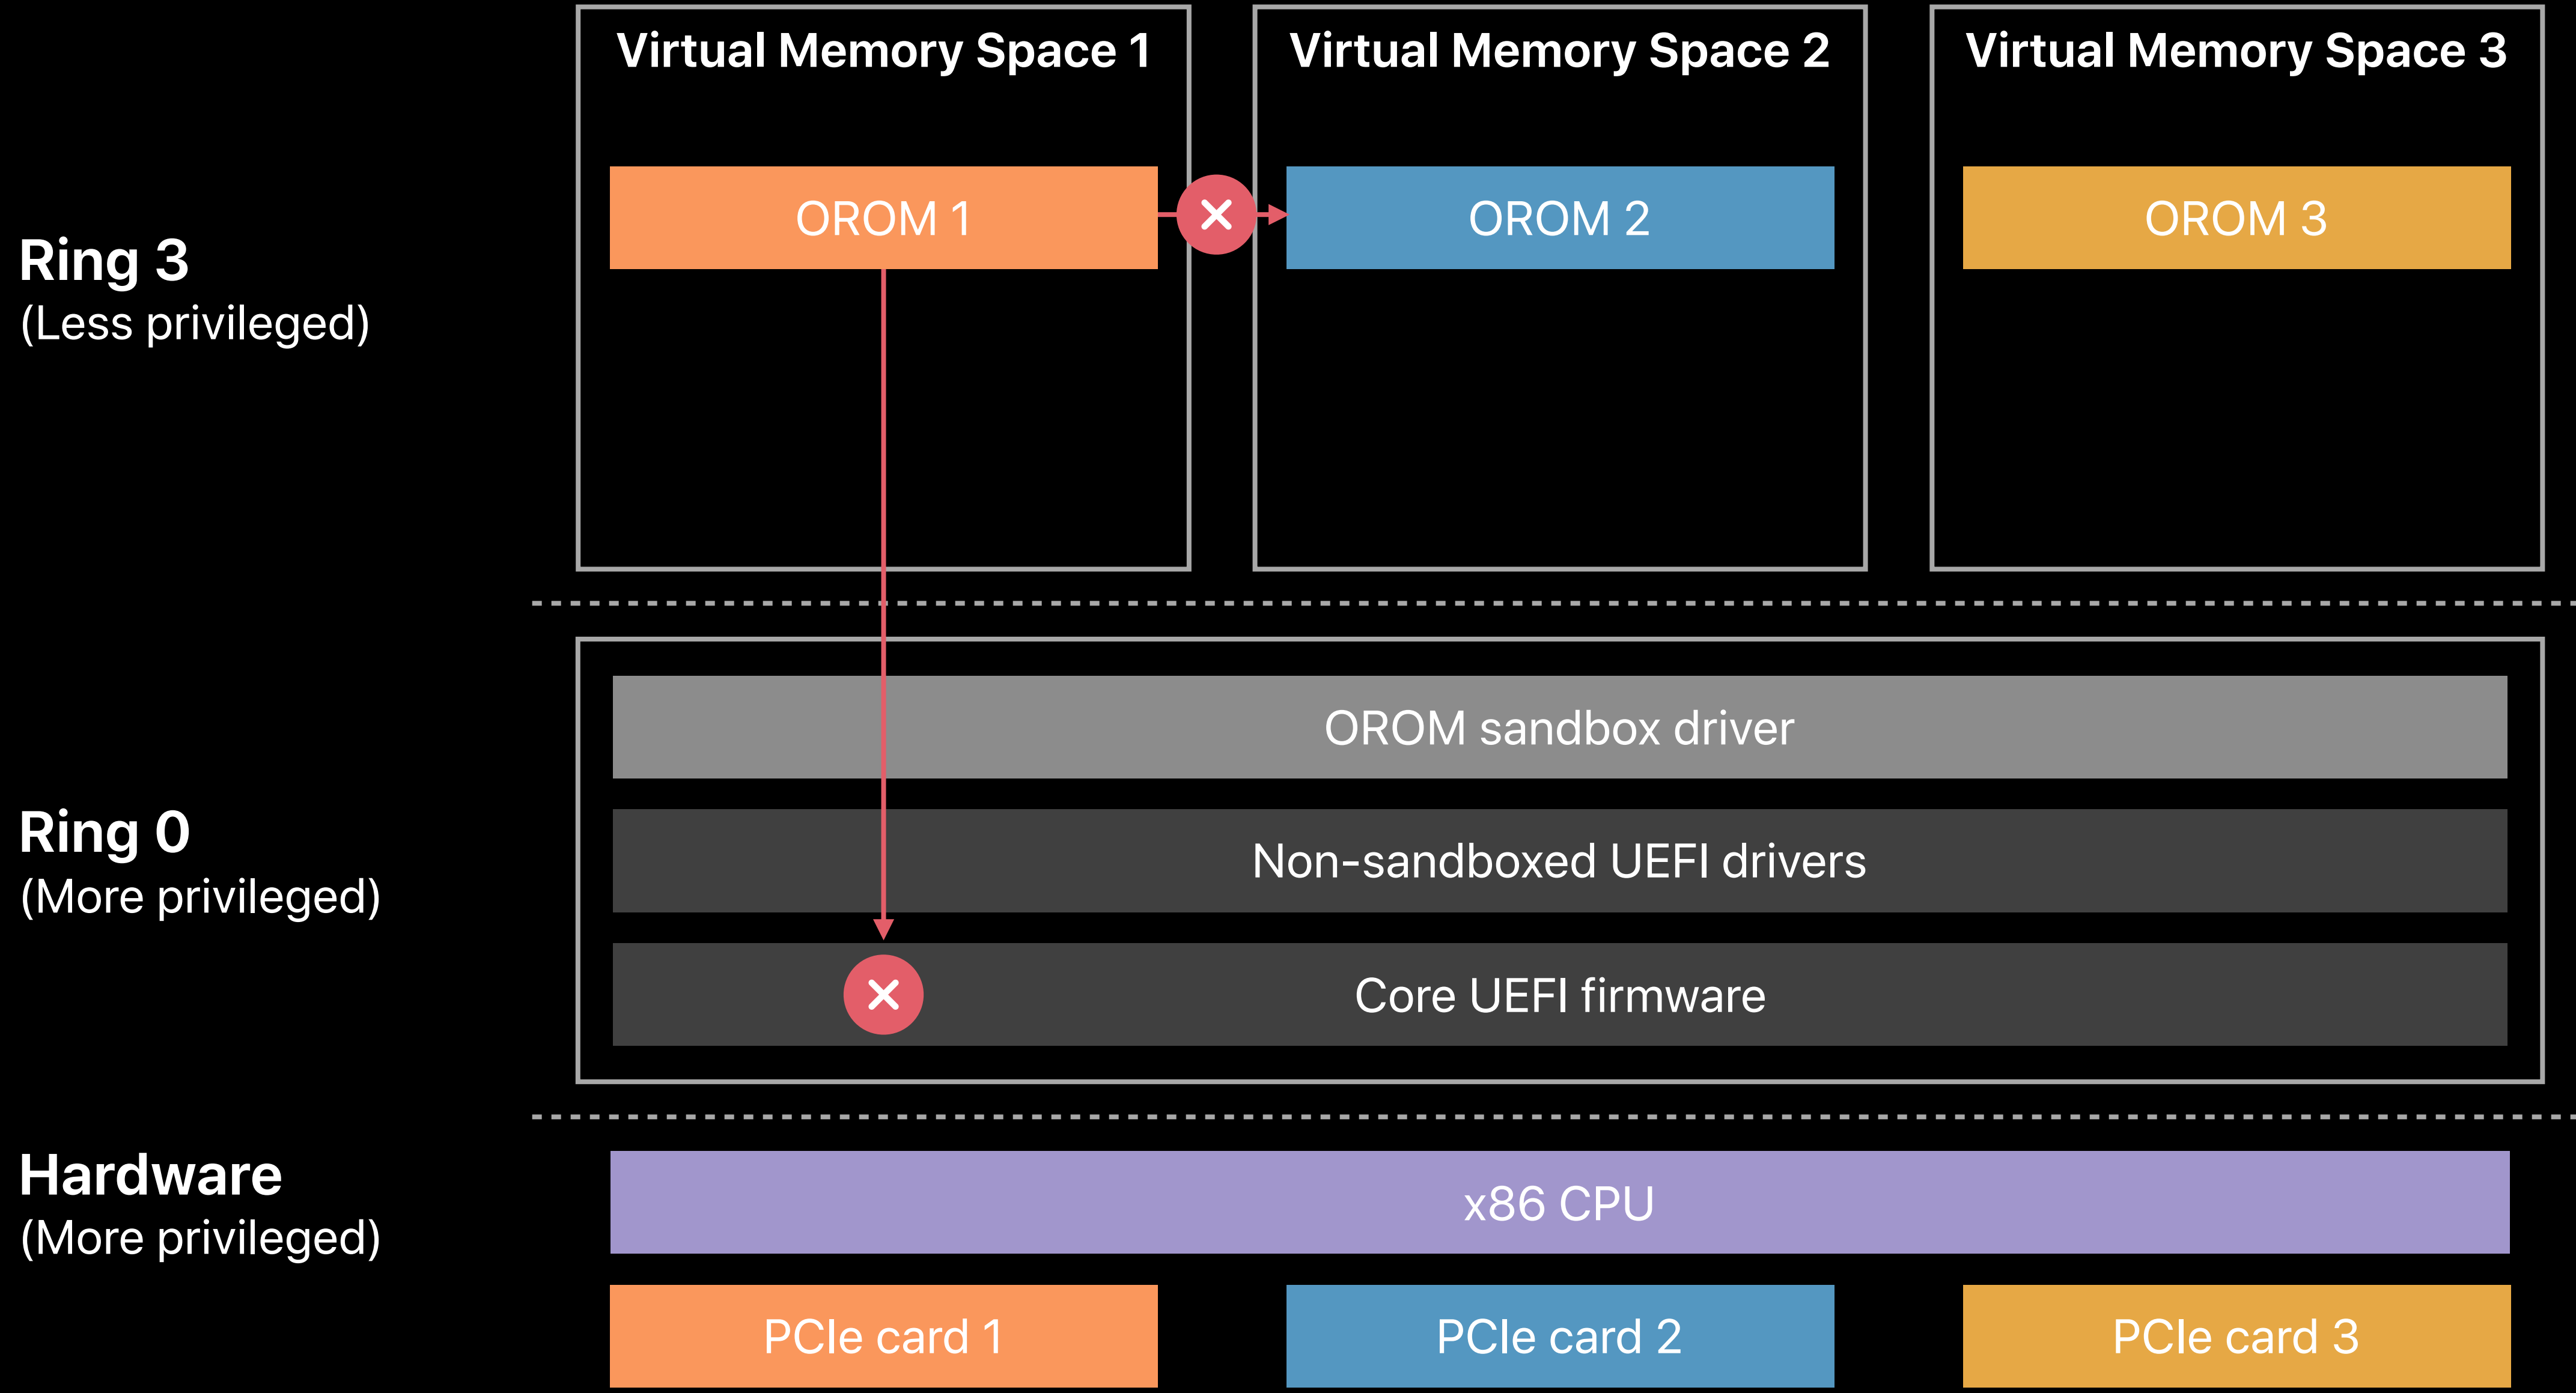 Virtual Memory Space 1
Virtual Memory Space 2
Virtual Memory Space 3
OROM 1
OROM 2
OROM 3
Ring 3
(Less privileged)
OROM sandbox driver
Non-sandboxed UEFI drivers
Core UEFI firmware
Ring 0
(More privileged)
Hardware
(More privileged)
x86 CPU
PCIe card 1
PCIe card 2
PCIe card 3